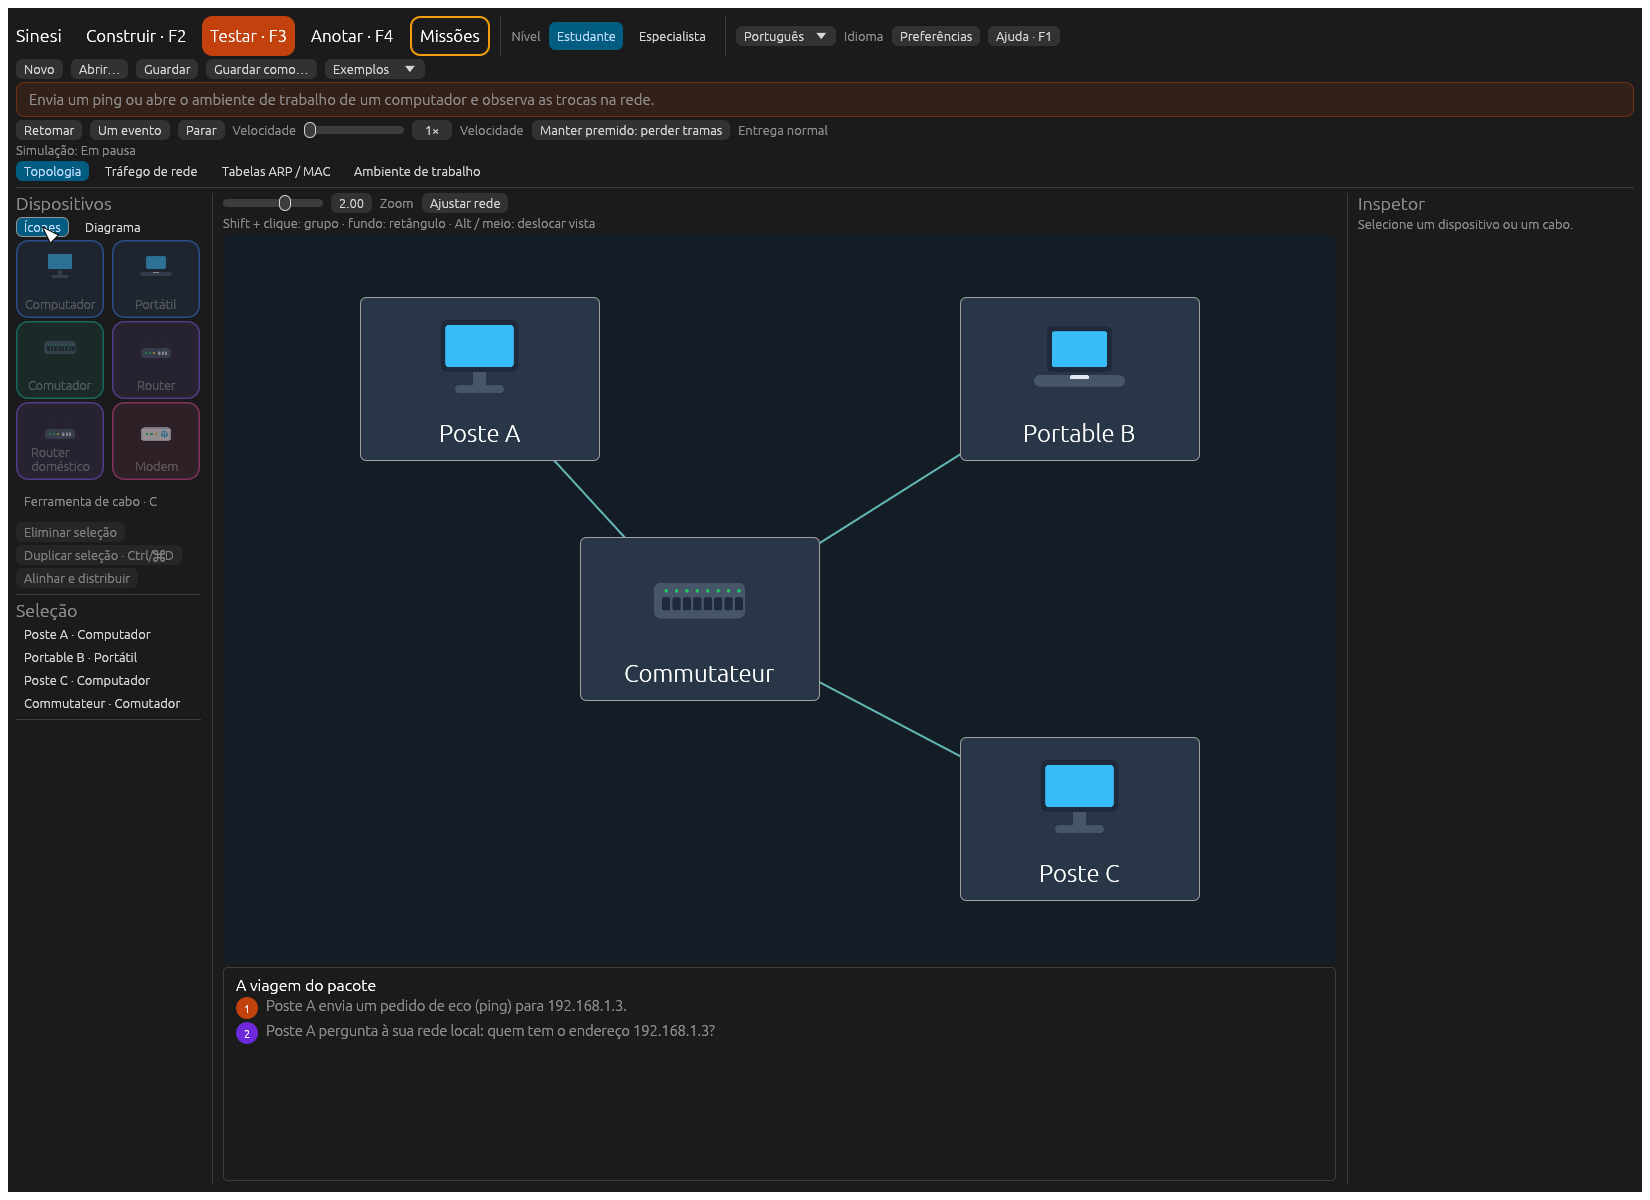 Sinesi Construir · F2 Testar · F3 Anotar · F4 Missões Nível Estudante Especialista Português Idioma Preferências Ajuda · F1
Novo Abrir... Guardar Guardar como... Exemplos
Envia um ping ou abre o ambiente de trabalho de um computador e observa as trocas na rede.
Retomar Um evento Parar Velocidade 1× Velocidade Manter premido: perder tramas Entrega normal
Simulação: Em pausa
Topologia Tráfego de rede Tabelas ARP / MAC Ambiente de trabalho
Dispositivos
Ícones Diagrama
Computador Portátil
Comutador Router
Router doméstico Modem
Ferramenta de cabo · C
Eliminar seleção
Duplicar seleção · Ctrl/⌘D
Alinhar e distribuir
Seleção
Poste A · Computador
Portable B · Portátil
Poste C · Computador
Commutateur · Comutador
2.00 Zoom Ajustar rede
Shift + clique: grupo · fundo: retângulo · Alt / meio: deslocar vista
Poste A
Portable B
Commutateur
Poste C
A viagem do pacote
1 Poste A envia um pedido de eco (ping) para 192.168.1.3.
2 Poste A pergunta à sua rede local: quem tem o endereço 192.168.1.3?
Inspetor
Selecione um dispositivo ou um cabo.